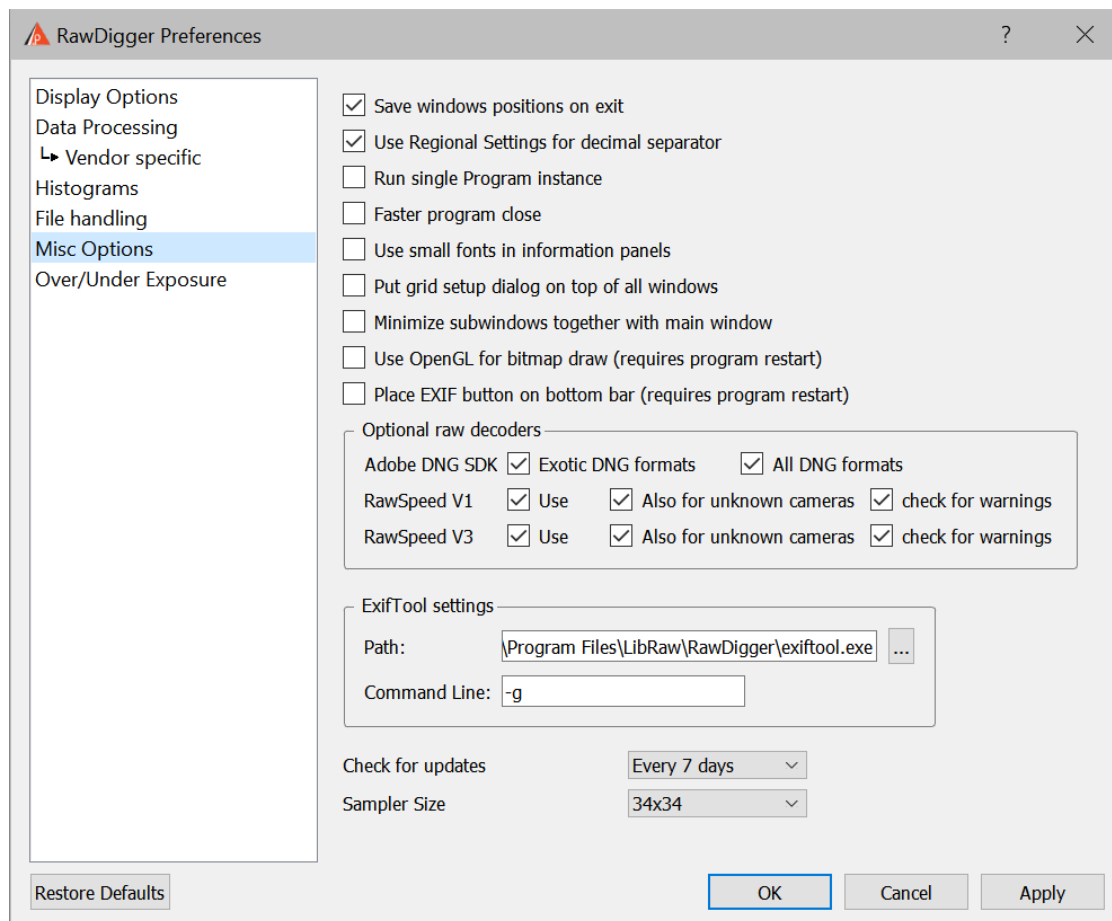 RawDigger Preferences
?
Display Options
Data Processing
Vendor specific
Histograms
File handling
Misc Options
Over/Under Exposure
Save windows positions on exit
Use Regional Settings for decimal separator
Run single Program instance
Faster program close
Use small fonts in information panels
Put grid setup dialog on top of all windows
Minimize subwindows together with main window
Use OpenGL for bitmap draw (requires program restart)
Place EXIF button on bottom bar (requires program restart)
Optional raw decoders
Adobe DNG SDK Exotic DNG formats All DNG formats
RawSpeed V1 Use Also for unknown cameras check for warnings
RawSpeed V3 Use Also for unknown cameras check for warnings
ExifTool settings
Path: \Program Files\LibRaw\RawDigger\exiftool.exe ...
Command Line: -g
Check for updates Every 7 days
Sampler Size 34x34
Restore Defaults OK Cancel Apply